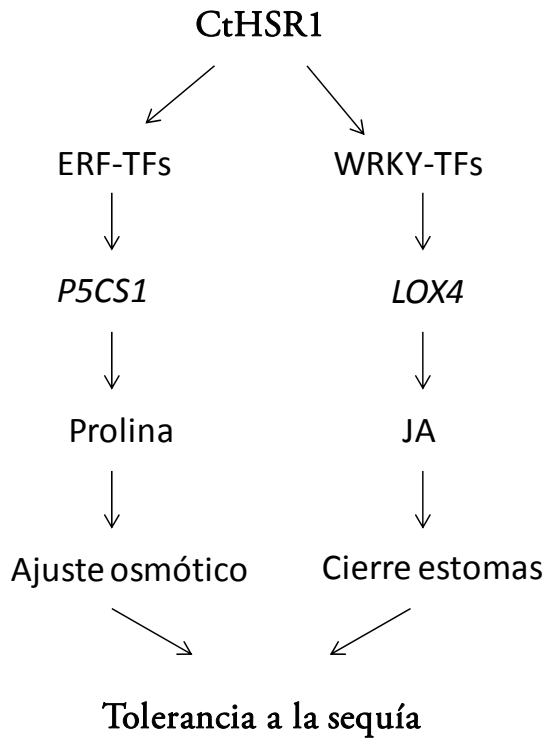 CtHSR1
ERF-TFs WRKY-TFs
P5CS1 LOX4
Prolina JA
Ajuste osmótico Cierre estomas
Tolerancia a la sequía